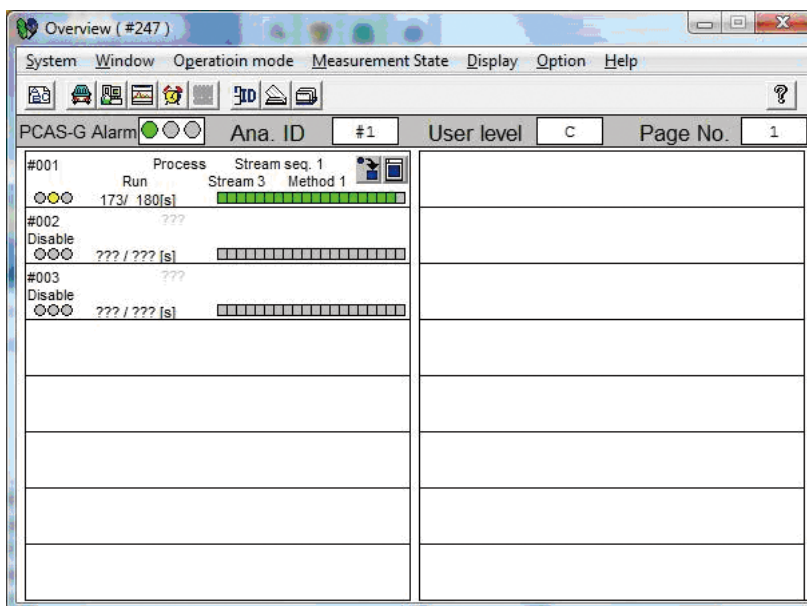 Overview ( #247 )
System Window Operatioin mode Measurement State Display Option Help
ID ?
PCAS-G Alarm Ana. ID #1 User level C Page No. 1
#001 Process Stream seq. 1
Run Stream 3 Method 1
173/ 180[s]
#002 ???
Disable
??? / ??? [s]
#003 ???
Disable
??? / ??? [s]